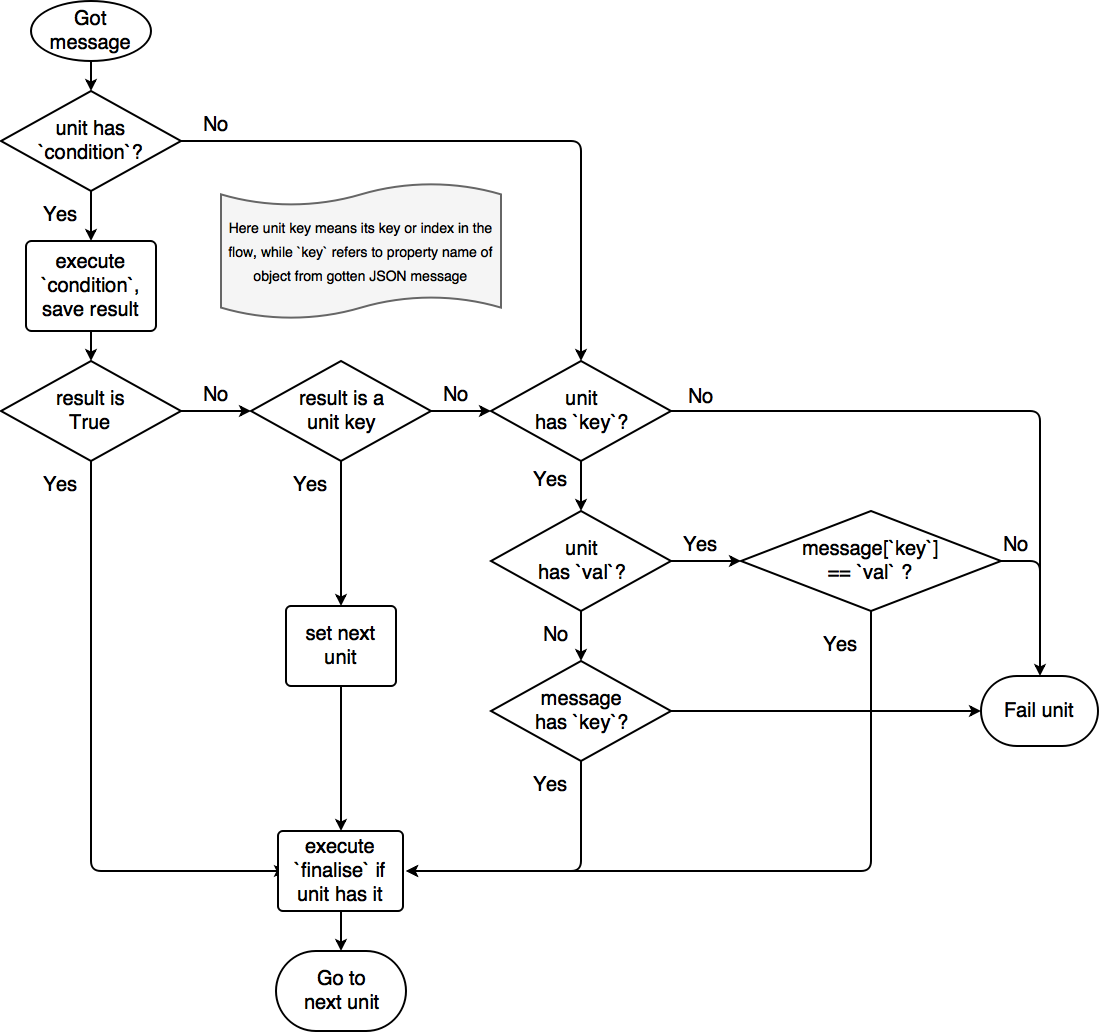 Got
message
unit has
`condition`?
No
Yes
execute
`condition`,
save result
Here unit key means its key or index in the
flow, while `key` refers to property name of
object from gotten JSON message
result is
True
No
result is a
unit key
No
unit
has `key`?
No
Yes
Yes
Yes
unit
has `val`?
Yes
message[`key`]
== `val` ?
No
No
Yes
set next
unit
message
has `key`?
Fail unit
Yes
execute
`finalise` if
unit has it
Go to
next unit